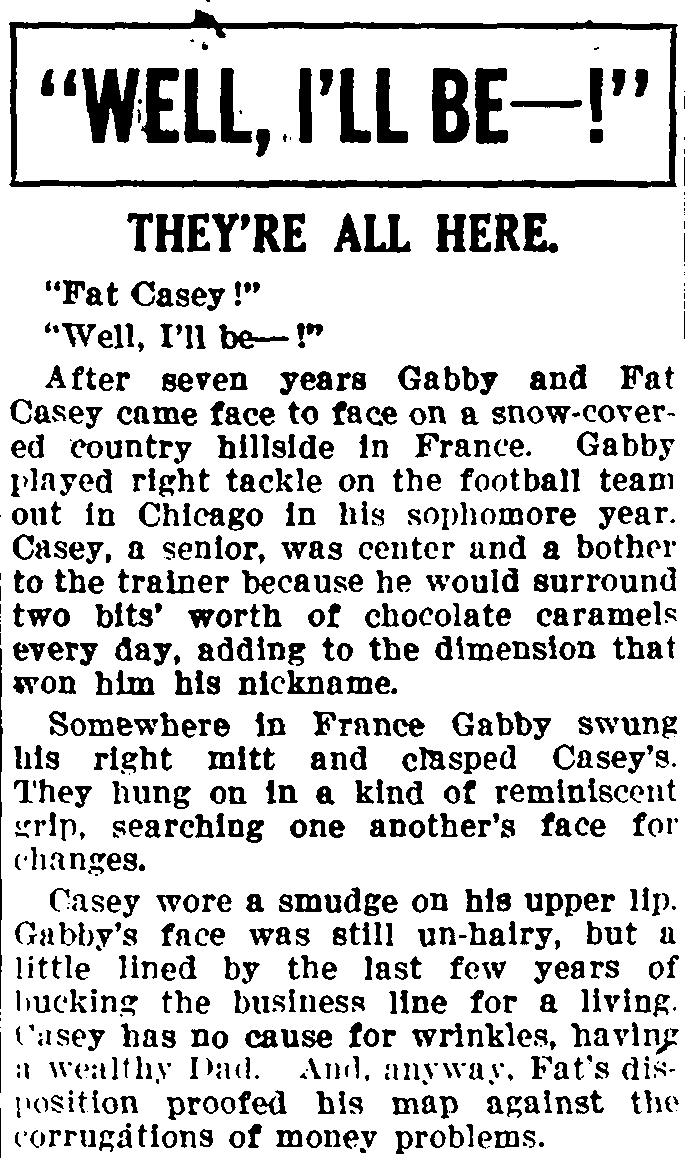 "WELL, I'LL BE—!"
THEY'RE ALL HERE.
"Fat Casey!"
"Well, I'll be—!"
After seven years Gabby and Fat
Casey came face to face on a snow-cover-
ed country hillside in France. Gabby
played right tackle on the football team
out in Chicago in his sophomore year.
Casey, a senior, was center and a bother
to the trainer because he would surround
two bits' worth of chocolate caramels
every day, adding to the dimension that
won him his nickname.
Somewhere in France Gabby swung
his right mitt and clasped Casey's.
They hung on in a kind of reminiscent
grip, searching one another's face for
changes.
Casey wore a smudge on his upper lip.
Gabby's face was still un-hairy, but a
little lined by the last few years of
bucking the business line for a living.
Casey has no cause for wrinkles, having
a wealthy Dad. And, anyway, Fat's dis-
position proofed his map against the
corrugations of money problems.